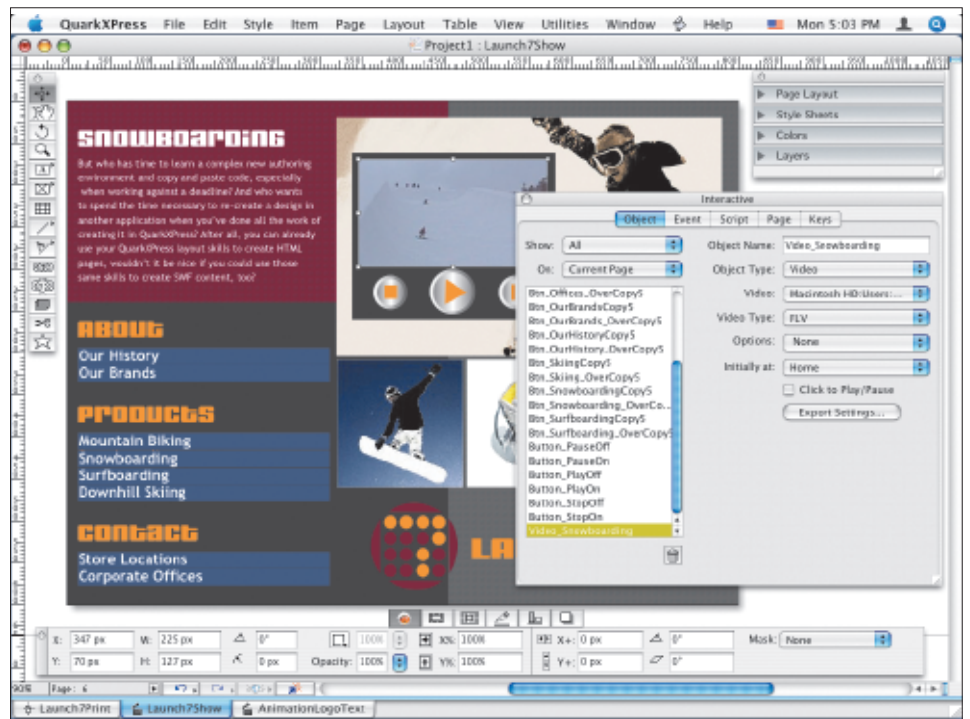 QuarkXPress File Edit Style Item Page Layout Table View Utilities Window Help Mon 5:03 PM
Project1 : Launch7Show
Page Layout
Style Sheets
Colors
Layers
SNOWBOARDING
But who has time to learn a complex new authoring
environment and copy and paste code, especially
when working against a deadline? And who wants
to spend the time necessary to re-create a design in
another application when you've done all the work of
creating it in QuarkXPress? After all, you can already
use your QuarkXPress layout skills to create HTML
pages, wouldn't it be nice if you could use those
same skills to create SWF content, too?
ABOUT
Our History
Our Brands
PRODUCTS
Mountain Biking
Snowboarding
Surfboarding
Downhill Skiing
CONTACT
Store Locations
Corporate Offices
LA
Interactive
Object Event Script Page Keys
Show: All
On: Current Page
Btn_Offices_OverCopy5
Btn_OurBrandsCopy5
Btn_OurBrands_OverCopy5
Btn_OurHistoryCopy5
Btn_OurHistory_OverCopy5
Btn_SkiingCopy5
Btn_Skiing_OverCopy5
Btn_SnowboardingCopy5
Btn_Snowboarding_OverCo...
Btn_SurfboardingCopy5
Btn_Surfboarding_OverCopy5
Button_PauseOff
Button_PauseOn
Button_PlayOff
Button_PlayOn
Button_StopOff
Button_StopOn
Video_Snowboarding
Object Name: Video_Snowboarding
Object Type: Video
Video: Macintosh HD:Users:...
Video Type: FLV
Options: None
Initially at: Home
Click to Play/Pause
Export Settings...
X: 347 px W: 225 px 0° 100% X%: 100% X+: 0 px 0° Mask: None
Y: 70 px H: 127 px 0 px Opacity: 100% Y%: 100% Y+: 0 px 0°
90% Page: 6
Launch7Print Launch7Show AnimationLogoText